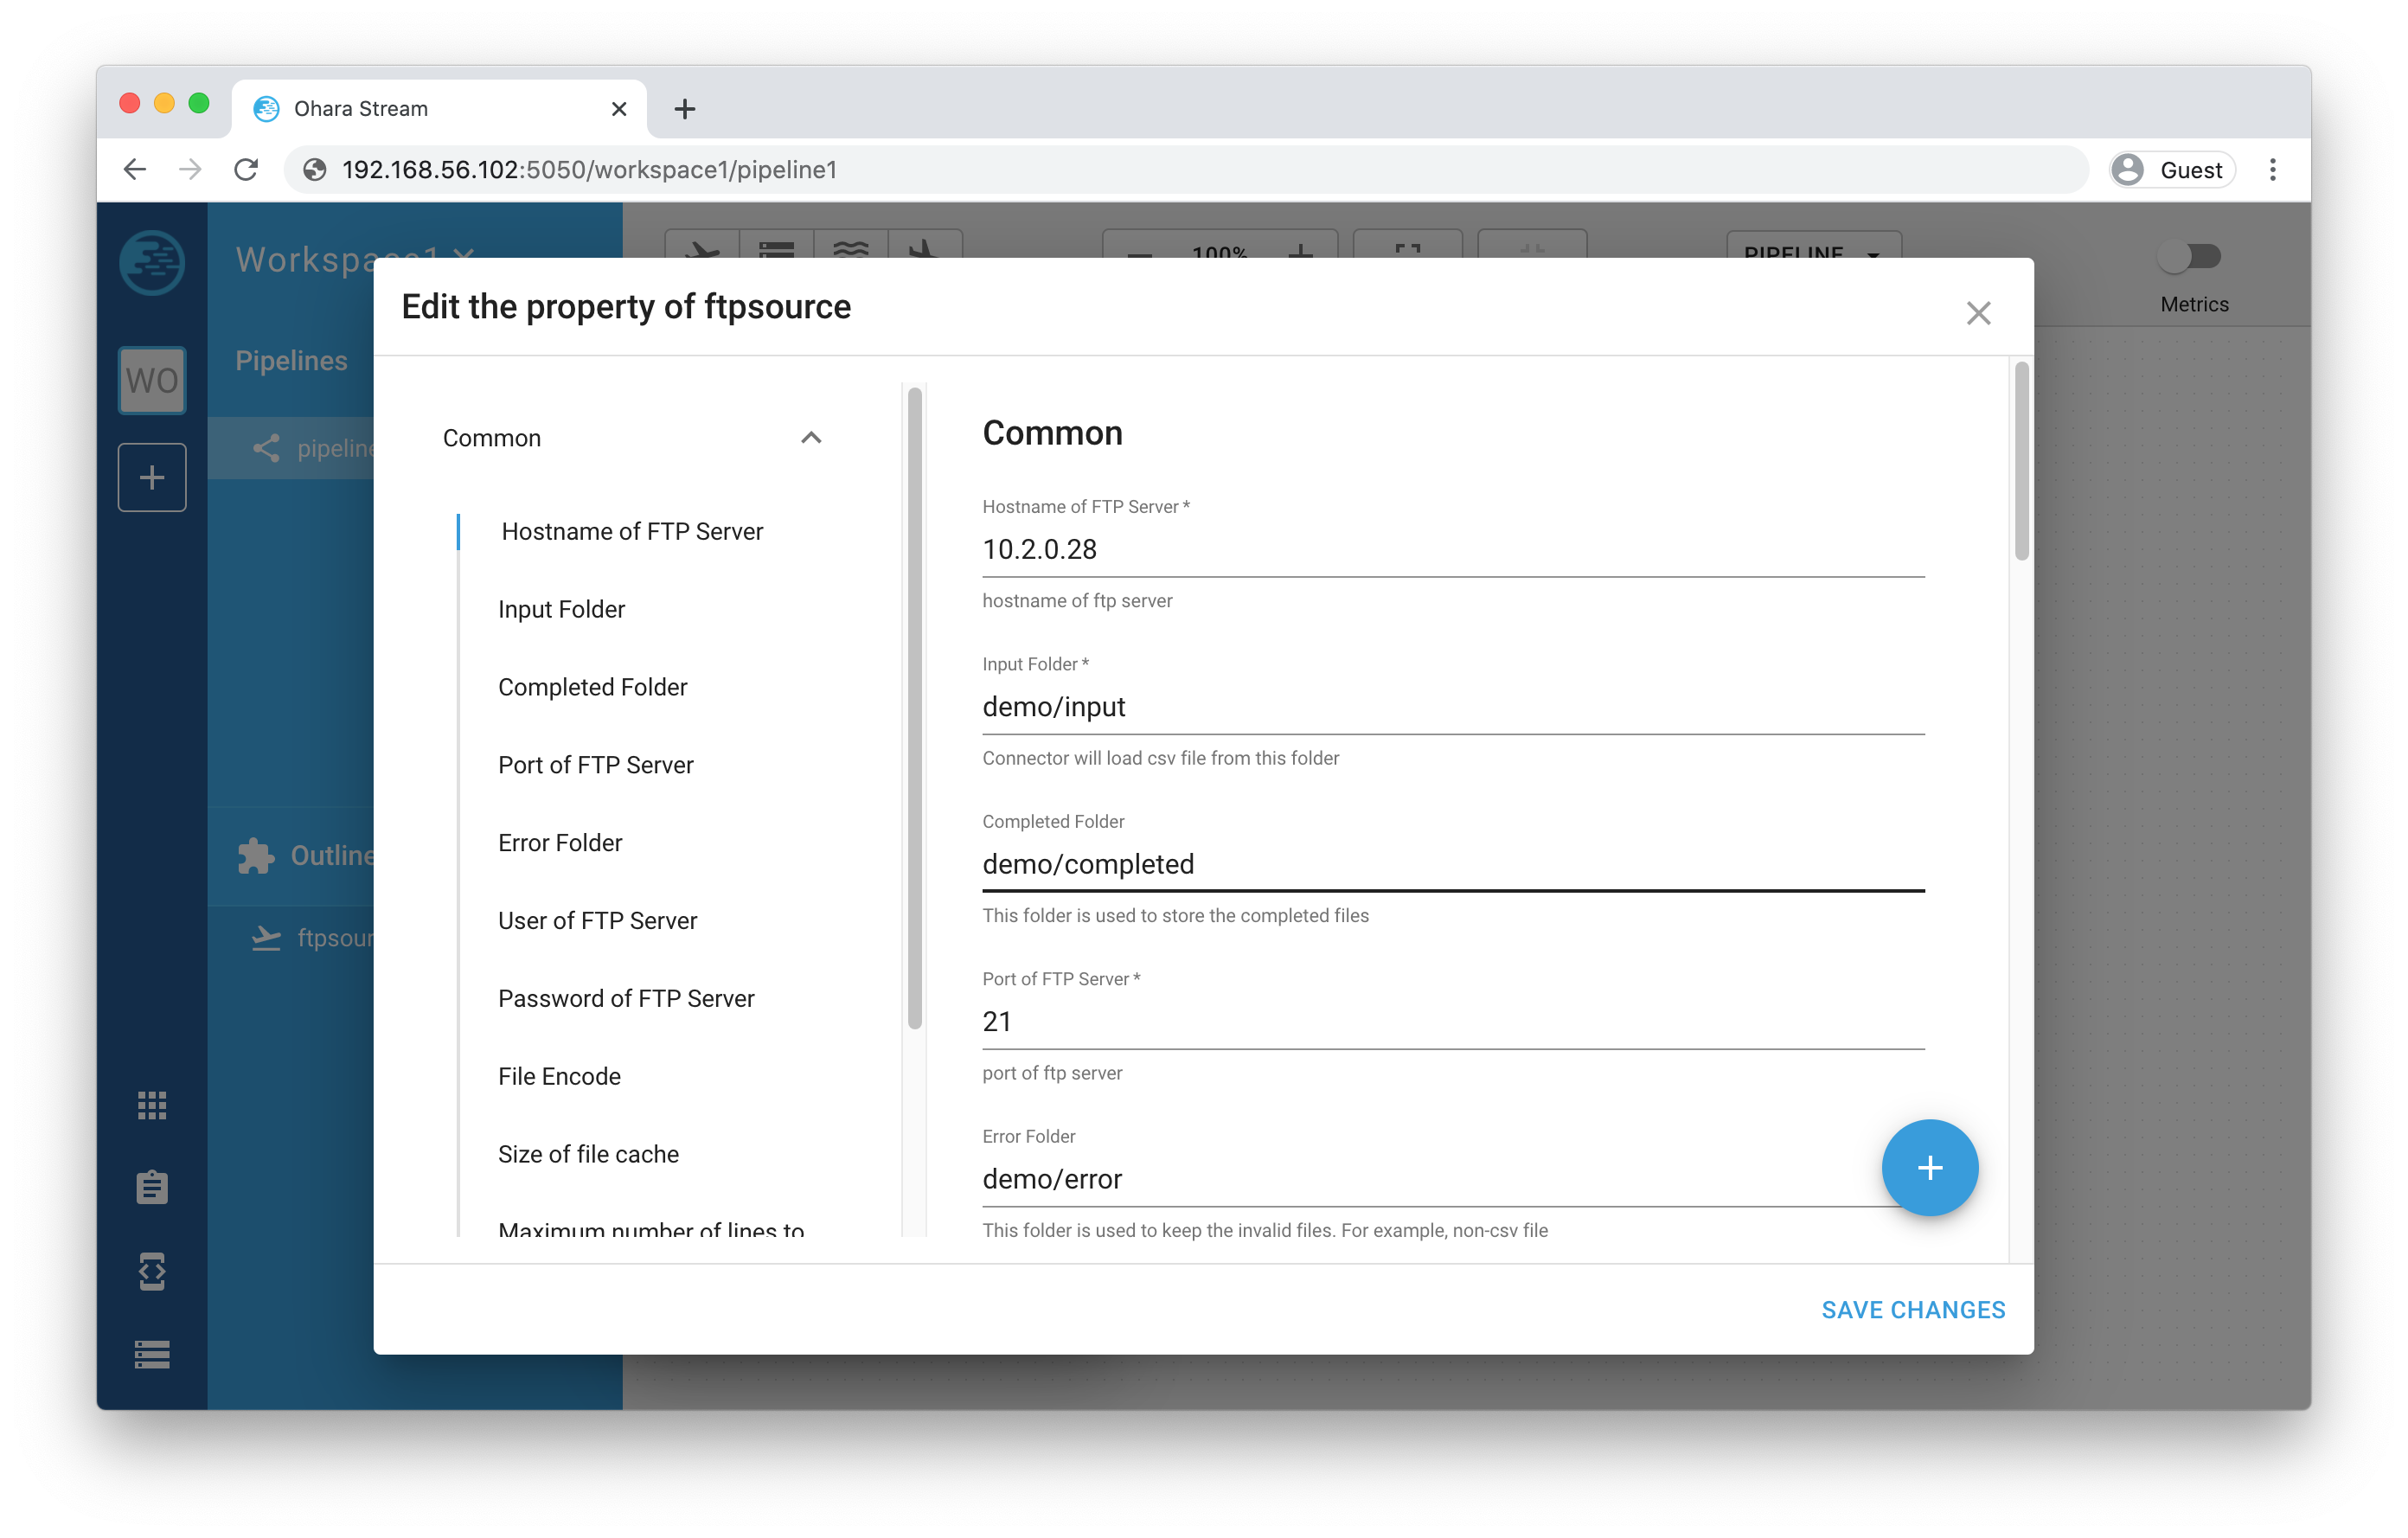 Ohara Stream
192.168.56.102:5050/workspace1/pipeline1
Guest
Workspace1
100%
PIPELINE
Metrics
WO
Pipelines
pipeline
Outline
ftpsour
Edit the property of ftpsource
Common
Hostname of FTP Server
Input Folder
Completed Folder
Port of FTP Server
Error Folder
User of FTP Server
Password of FTP Server
File Encode
Size of file cache
Maximum number of lines to
Common
Hostname of FTP Server *
10.2.0.28
hostname of ftp server
Input Folder *
demo/input
Connector will load csv file from this folder
Completed Folder
demo/completed
This folder is used to store the completed files
Port of FTP Server *
21
port of ftp server
Error Folder
demo/error
This folder is used to keep the invalid files. For example, non-csv file
SAVE CHANGES